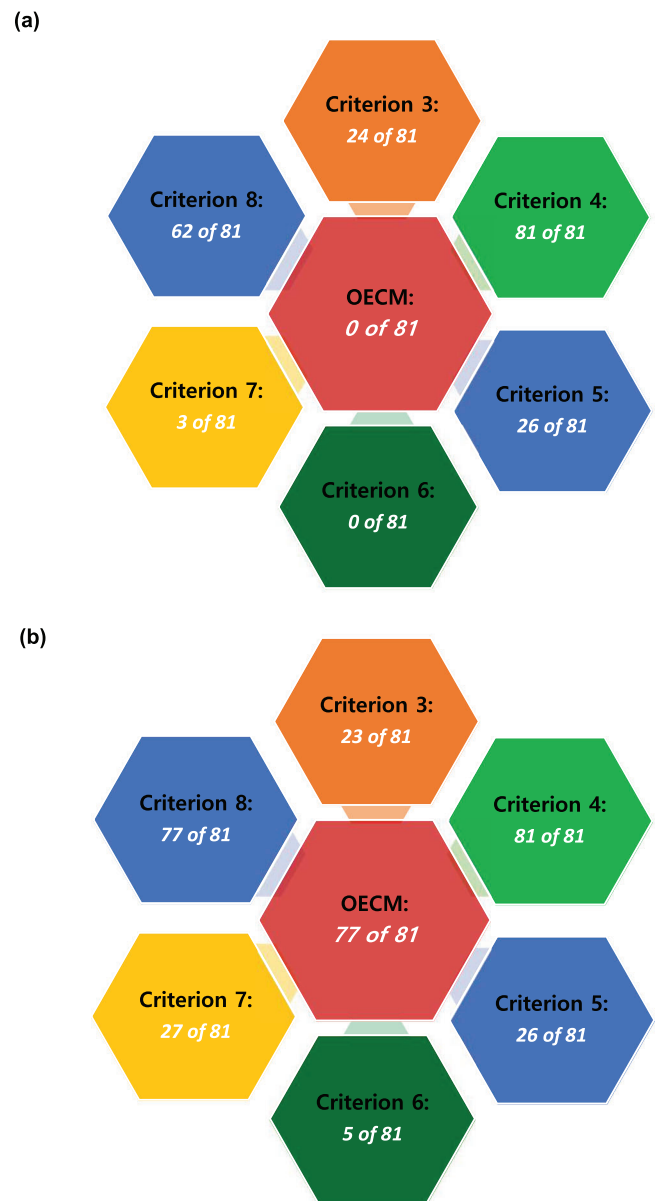 (a)
Criterion 3:
24 of 81
Criterion 8:
62 of 81
Criterion 4:
81 of 81
OECM:
0 of 81
Criterion 7:
3 of 81
Criterion 5:
26 of 81
Criterion 6:
0 of 81
(b)
Criterion 3:
23 of 81
Criterion 8:
77 of 81
Criterion 4:
81 of 81
OECM:
77 of 81
Criterion 7:
27 of 81
Criterion 5:
26 of 81
Criterion 6:
5 of 81